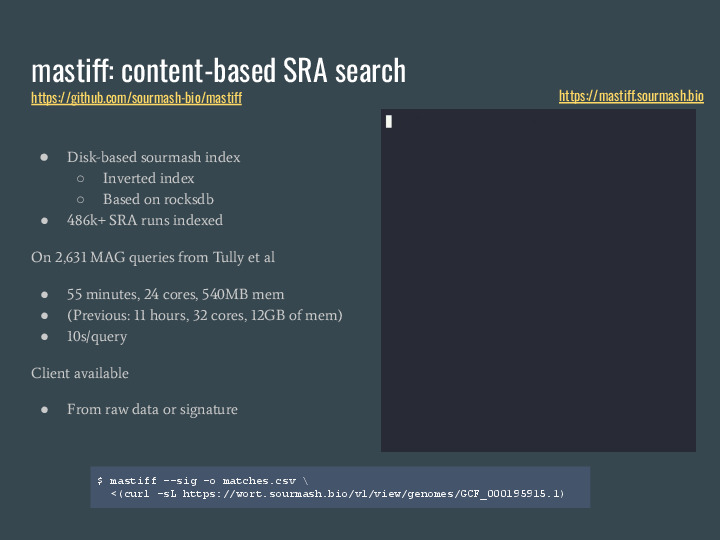 mastiff: content-based SRA search
https://github.com/sourmash-bio/mastiff
https://mastiff.sourmash.bio
● Disk-based sourmash index
○ Inverted index
○ Based on rocksdb
● 486k+ SRA runs indexed
On 2,631 MAG queries from Tully et al
● 55 minutes, 24 cores, 540MB mem
● (Previous: 11 hours, 32 cores, 12GB of mem)
● 10s/query
Client available
● From raw data or signature
$ mastiff --sig -o matches.csv \
<(curl -sL https://wort.sourmash.bio/v1/view/genomes/GCF_000195915.1)